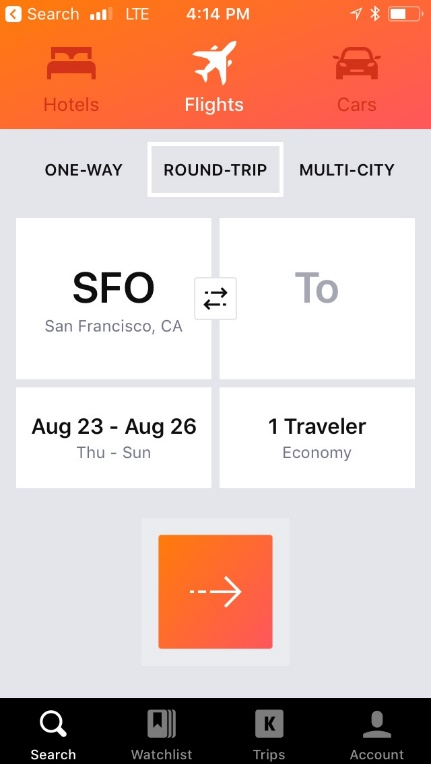 Search LTE 4:14 PM
Hotels Flights Cars
ONE-WAY ROUND-TRIP MULTI-CITY
SFO To
San Francisco, CA
Aug 23 - Aug 26 1 Traveler
Thu - Sun Economy
K
Search Watchlist Trips Account